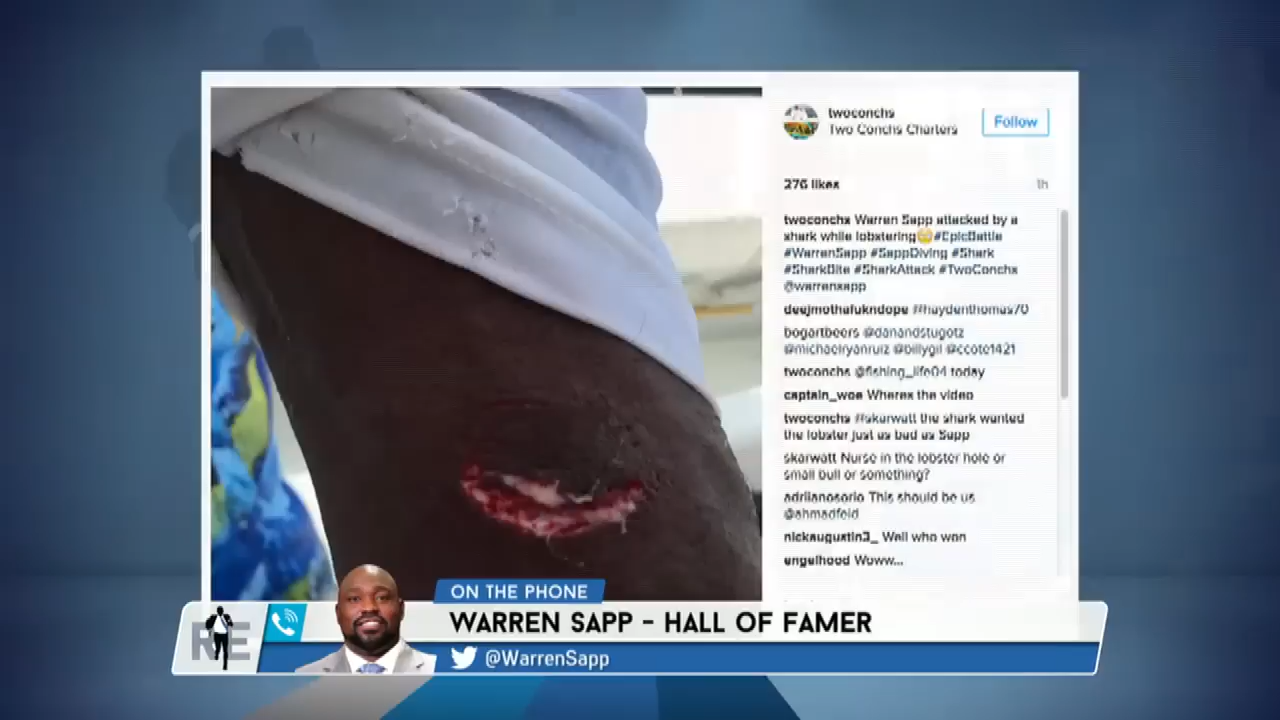 twoconchs
Two Conchs Charters
Follow
276 likes
1h
twoconchs Warren Sapp attacked by a
shark while lobstering😳#EpicBattle
#WarrenSapp #SappDiving #Shark
#SharkBite #SharkAttack #TwoConchs
@warrensapp
deejmothafukndope #haydenthomas70
bogartbeers @danandstugotz
@michaelryanruiz @billygil @ccote1421
twoconchs @fishing_life04 today
captain_woe Wheres the video
twoconchs #skarwatt the shark wanted
the lobster just as bad as Sapp
skarwatt Nurse in the lobster hole or
small bull or something?
adriianosorio This should be us
@ahmadfeid
nickaugustin3_ Well who won
engelhood Woww...
ON THE PHONE
RE
WARREN SAPP - HALL OF FAMER
@WarrenSapp